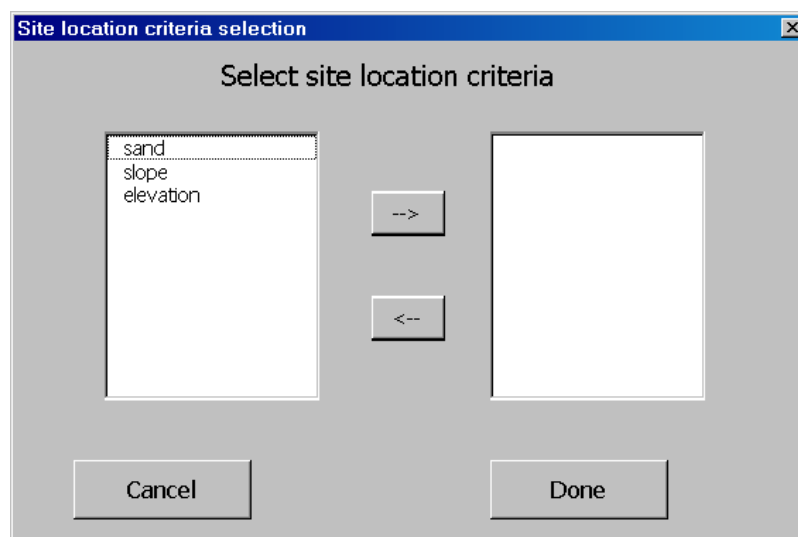 Site location criteria selection
Select site location criteria
sand
slope
elevation
-->
<--
Cancel
Done